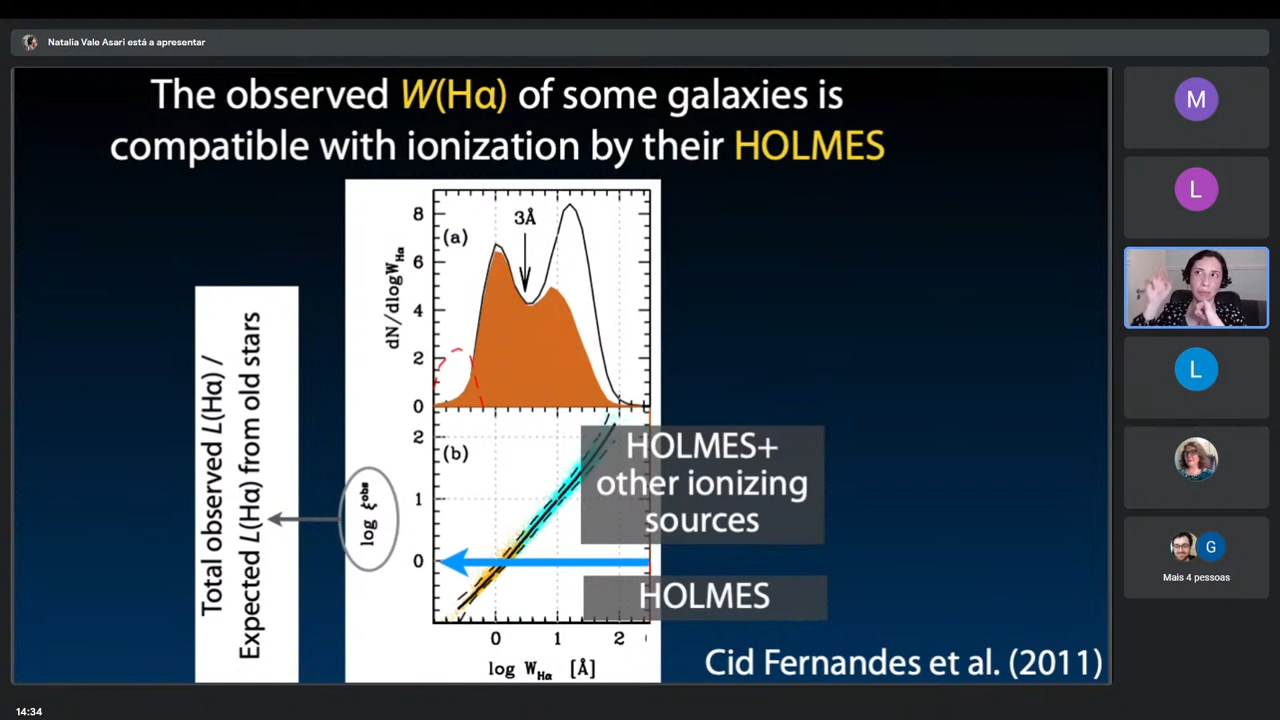 Natalia Vale Asari está a apresentar
The observed W(Hα) of some galaxies is
compatible with ionization by their HOLMES
8
6
4
2
0
dN/dlogW_Hα
(a)
3Å
2
1
0
log ξ^obs
(b)
Total observed L(Hα) /
Expected L(Hα) from old stars
HOLMES+
other ionizing
sources
HOLMES
0 1 2
log W_Hα [Å]
Cid Fernandes et al. (2011)
M
L
L
G
Mais 4 pessoas
14:34